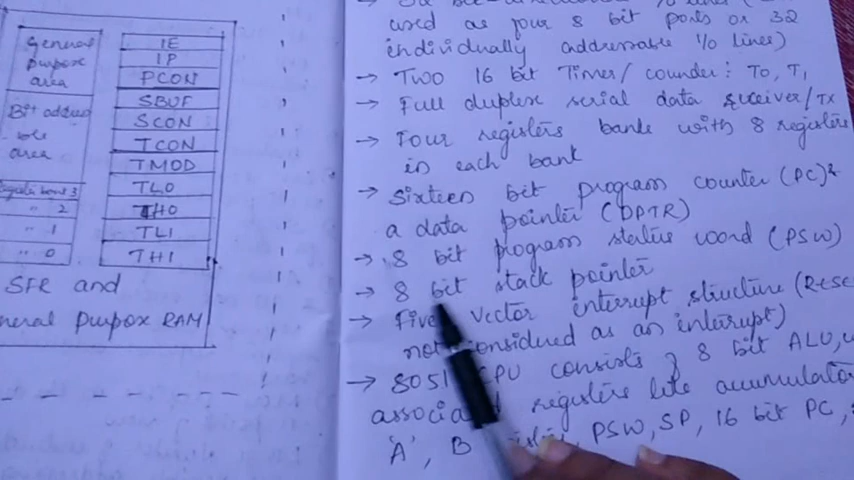 General
purpose
area
Bit address
- ble
area
bank 3
" 2
" 1
" 0
IE
IP
PCON
SBUF
SCON
TCON
TMOD
TL0
TH0
TL1
TH1
SFR and
General purpose RAM
used as four 8 bit ports or 32
individually addressable I/O lines)
→ Two 16 bit Timer/counter: T0, T1
→ Full duplex serial data receiver/Tx
→ Four registers banks with 8 registers
in each bank
→ Sixteen bit program counter (PC) &
a data pointer (DPTR)
→ 8 bit program status word (PSW)
→ 8 bit stack pointer
→ Five vector interrupt structure (Rese
not considered as an interrupt)
→ 8051 CPU consists of 8 bit ALU,
associa registers like accumulator
'A', B PSW, SP, 16 bit PC,